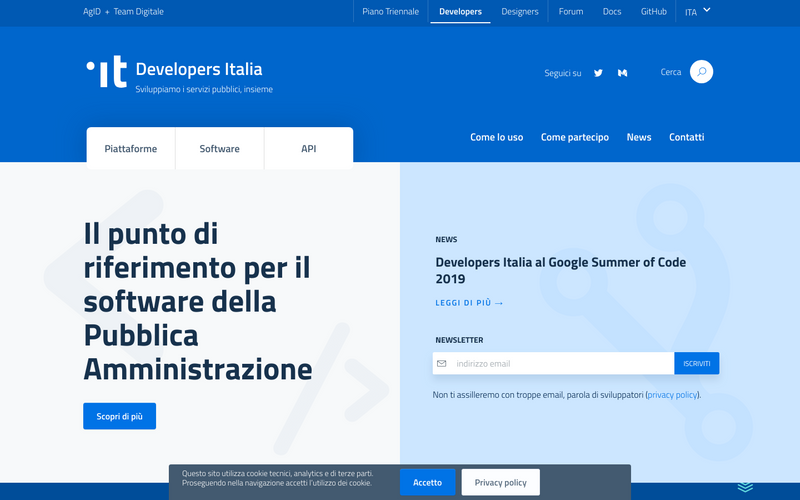 AgID + Team Digitale
Piano Triennale
Developers
Designers
Forum
Docs
GitHub
ITA
it
Developers Italia
Sviluppiamo i servizi pubblici, insieme
Seguici su
Cerca
Piattaforme
Software
API
Come lo uso
Come partecipo
News
Contatti
Il punto di
riferimento per il
software della
Pubblica
Amministrazione
Scopri di più
NEWS
Developers Italia al Google Summer of Code
2019
LEGGI DI PIÙ →
NEWSLETTER
indirizzo email
ISCRIVITI
Non ti assilleremo con troppe email, parola di sviluppatori (privacy policy).
Questo sito utilizza cookie tecnici, analytics e di terze parti.
Proseguendo nella navigazione accetti l'utilizzo dei cookie.
Accetto
Privacy policy